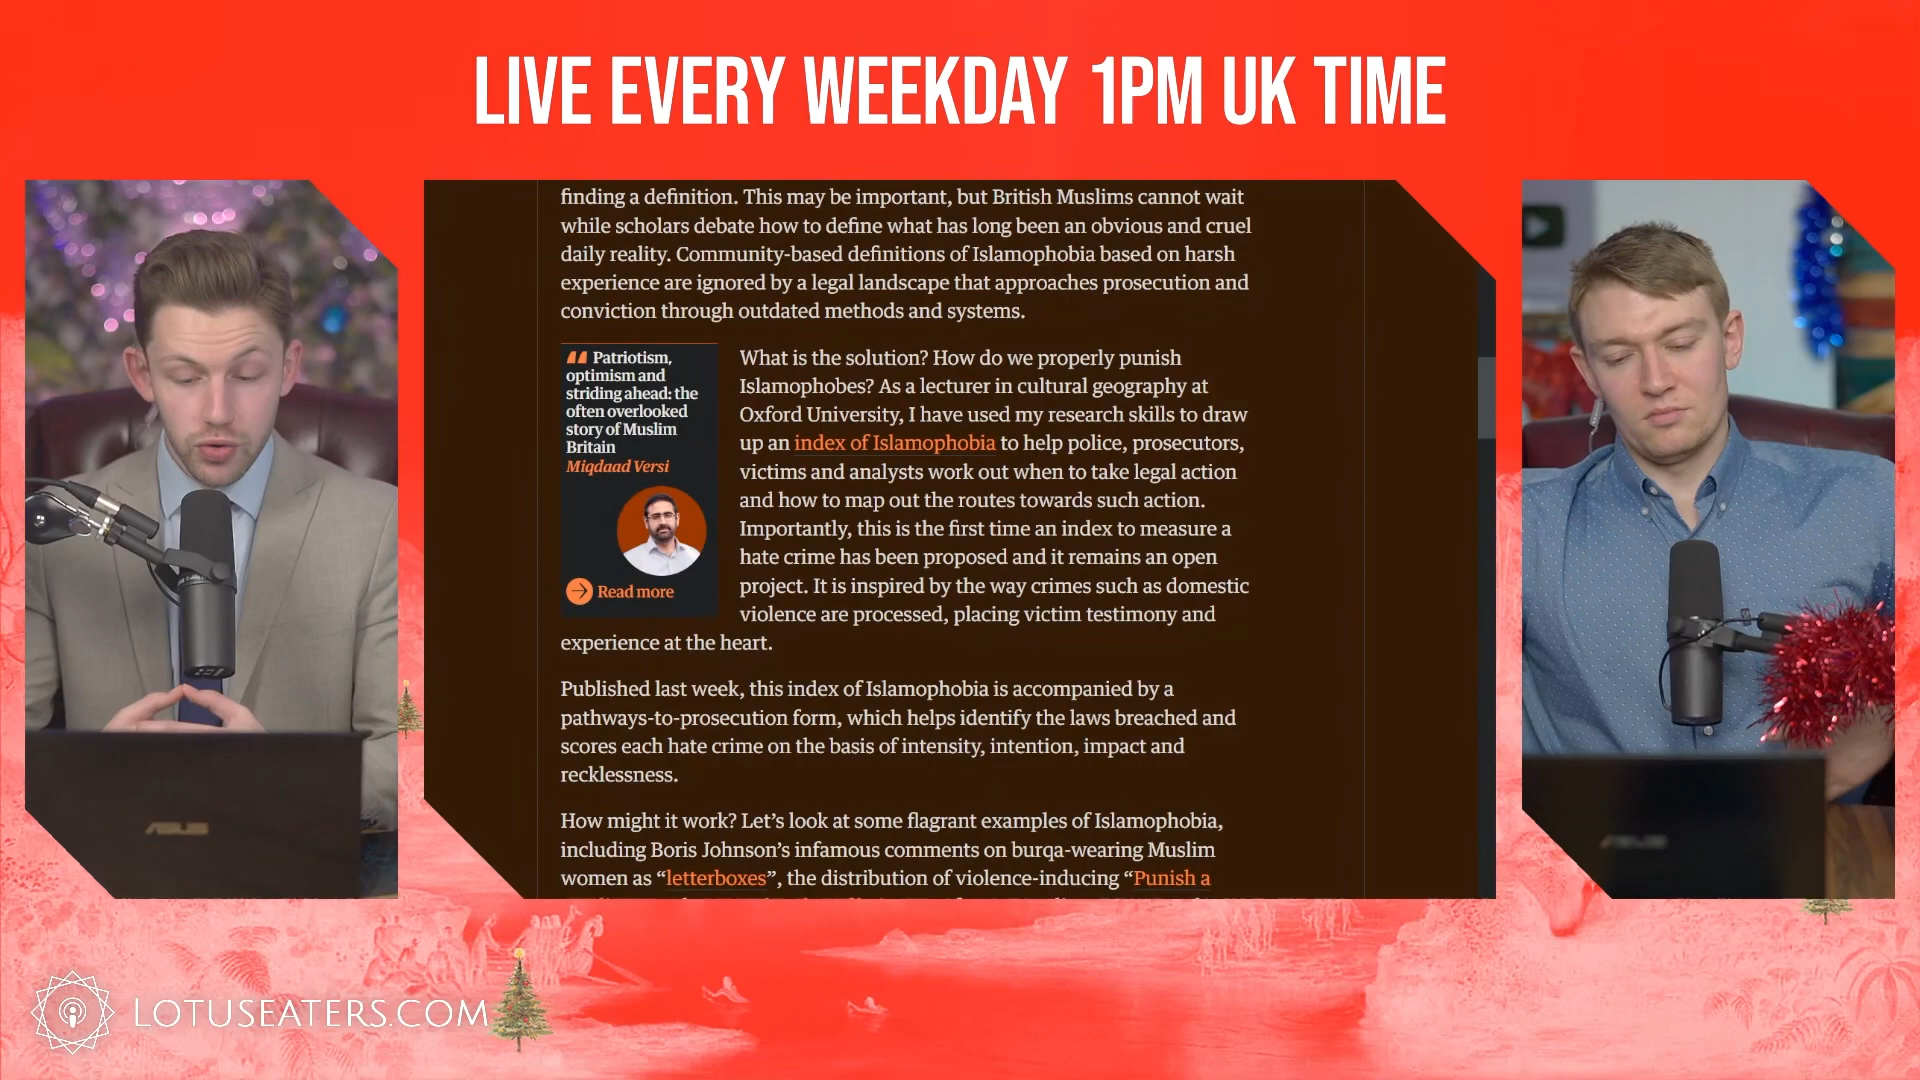 LIVE EVERY WEEKDAY 1PM UK TIME
finding a definition. This may be important, but British Muslims cannot wait
while scholars debate how to define what has long been an obvious and cruel
daily reality. Community-based definitions of Islamophobia based on harsh
experience are ignored by a legal landscape that approaches prosecution and
conviction through outdated methods and systems.
Patriotism,
optimism and
striding ahead: the
often overlooked
story of Muslim
Britain
Miqdaad Versi
Read more
What is the solution? How do we properly punish
Islamophobes? As a lecturer in cultural geography at
Oxford University, I have used my research skills to draw
up an index of Islamophobia to help police, prosecutors,
victims and analysts work out when to take legal action
and how to map out the routes towards such action.
Importantly, this is the first time an index to measure a
hate crime has been proposed and it remains an open
project. It is inspired by the way crimes such as domestic
violence are processed, placing victim testimony and
experience at the heart.
Published last week, this index of Islamophobia is accompanied by a
pathways-to-prosecution form, which helps identify the laws breached and
scores each hate crime on the basis of intensity, intention, impact and
recklessness.
How might it work? Let’s look at some flagrant examples of Islamophobia,
including Boris Johnson’s infamous comments on burqa-wearing Muslim
women as “letterboxes”, the distribution of violence-inducing “Punish a
ASUS
ASUS
LOTUSEATERS.COM